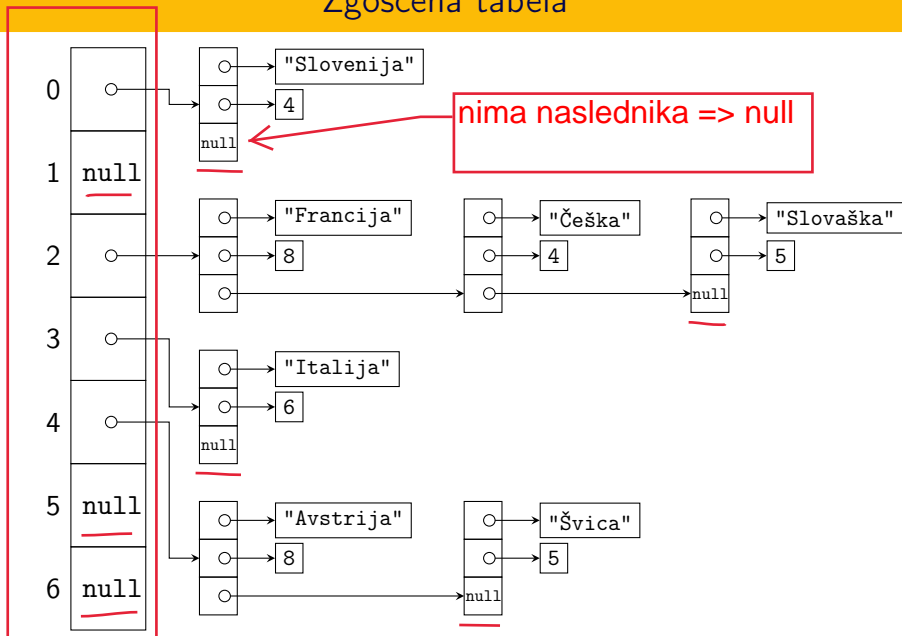 Zgoščena tabela
0
"Slovenija"
4
null
nima naslednika => null
1 null
2
"Francija"
8
"Češka"
4
"Slovaška"
5
null
3
"Italija"
6
null
4
"Avstrija"
8
"Švica"
5
null
5 null
6 null